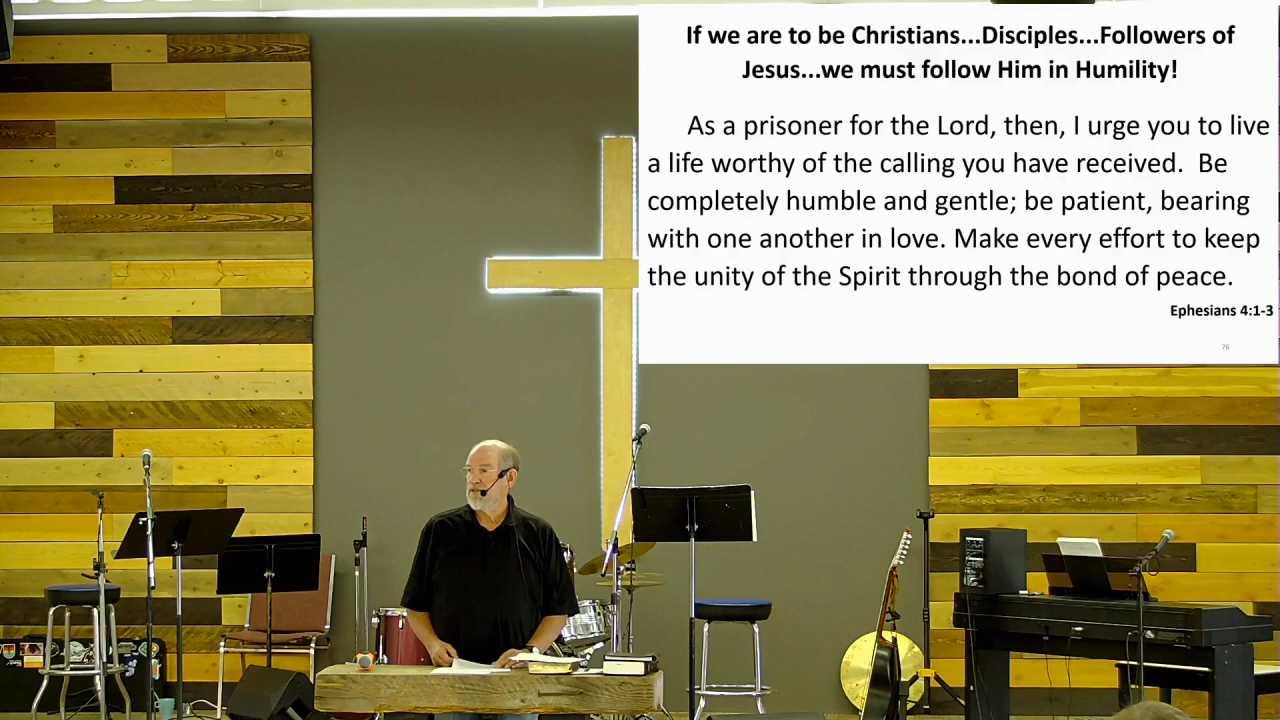 If we are to be Christians...Disciples...Followers of
Jesus...we must follow Him in Humility!
As a prisoner for the Lord, then, I urge you to live
a life worthy of the calling you have received.  Be
completely humble and gentle; be patient, bearing
with one another in love. Make every effort to keep
the unity of the Spirit through the bond of peace.
Ephesians 4:1-3
76